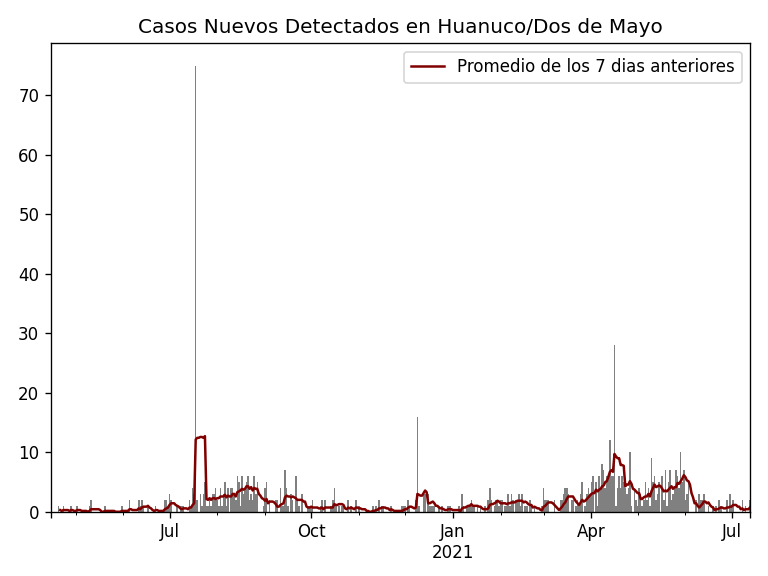 Casos Nuevos Detectados en Huanuco/Dos de Mayo
Promedio de los 7 dias anteriores
70
60
50
40
30
20
10
0
Jul
Oct
Jan
2021
Apr
Jul